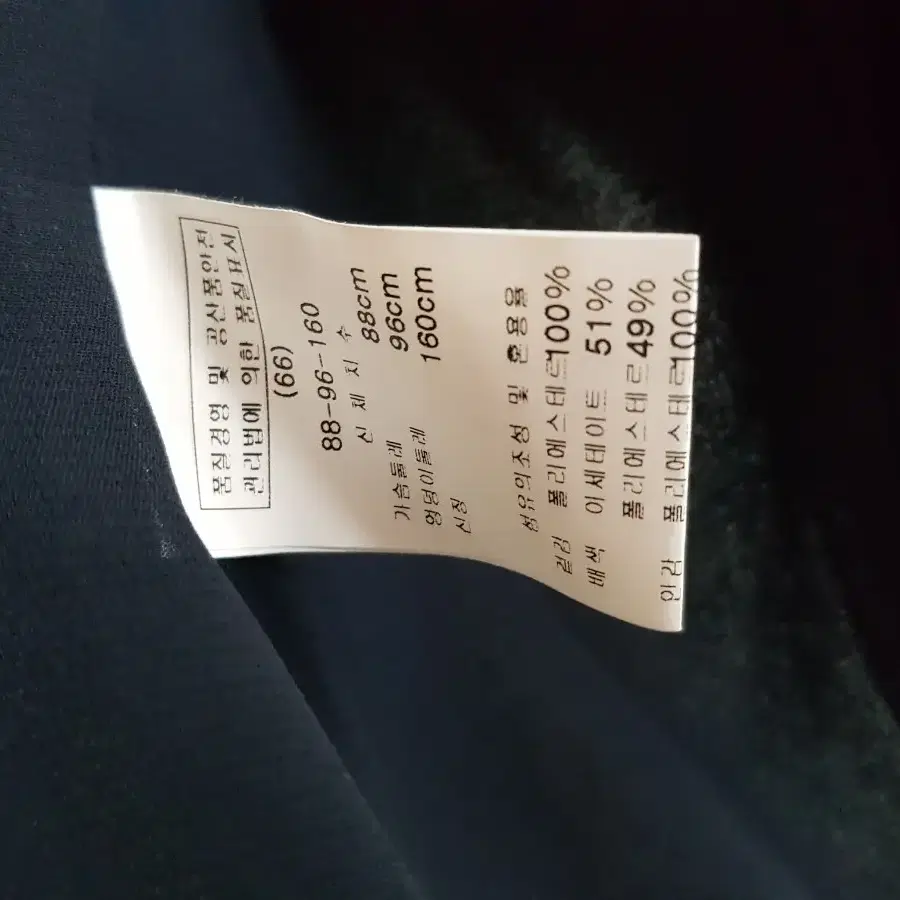 품질경영 및 공산품안전
관리법에 의한 품질표시
(66)
88-96-160
신 체 치 수
가슴둘레 88cm
엉덩이둘레 96cm
신장 160cm
섬유의조성 및 혼용율
겉감 폴리에스테르100%
배색 아세테이트 51%
폴리에스테르49%
안감 폴리에스테르100%